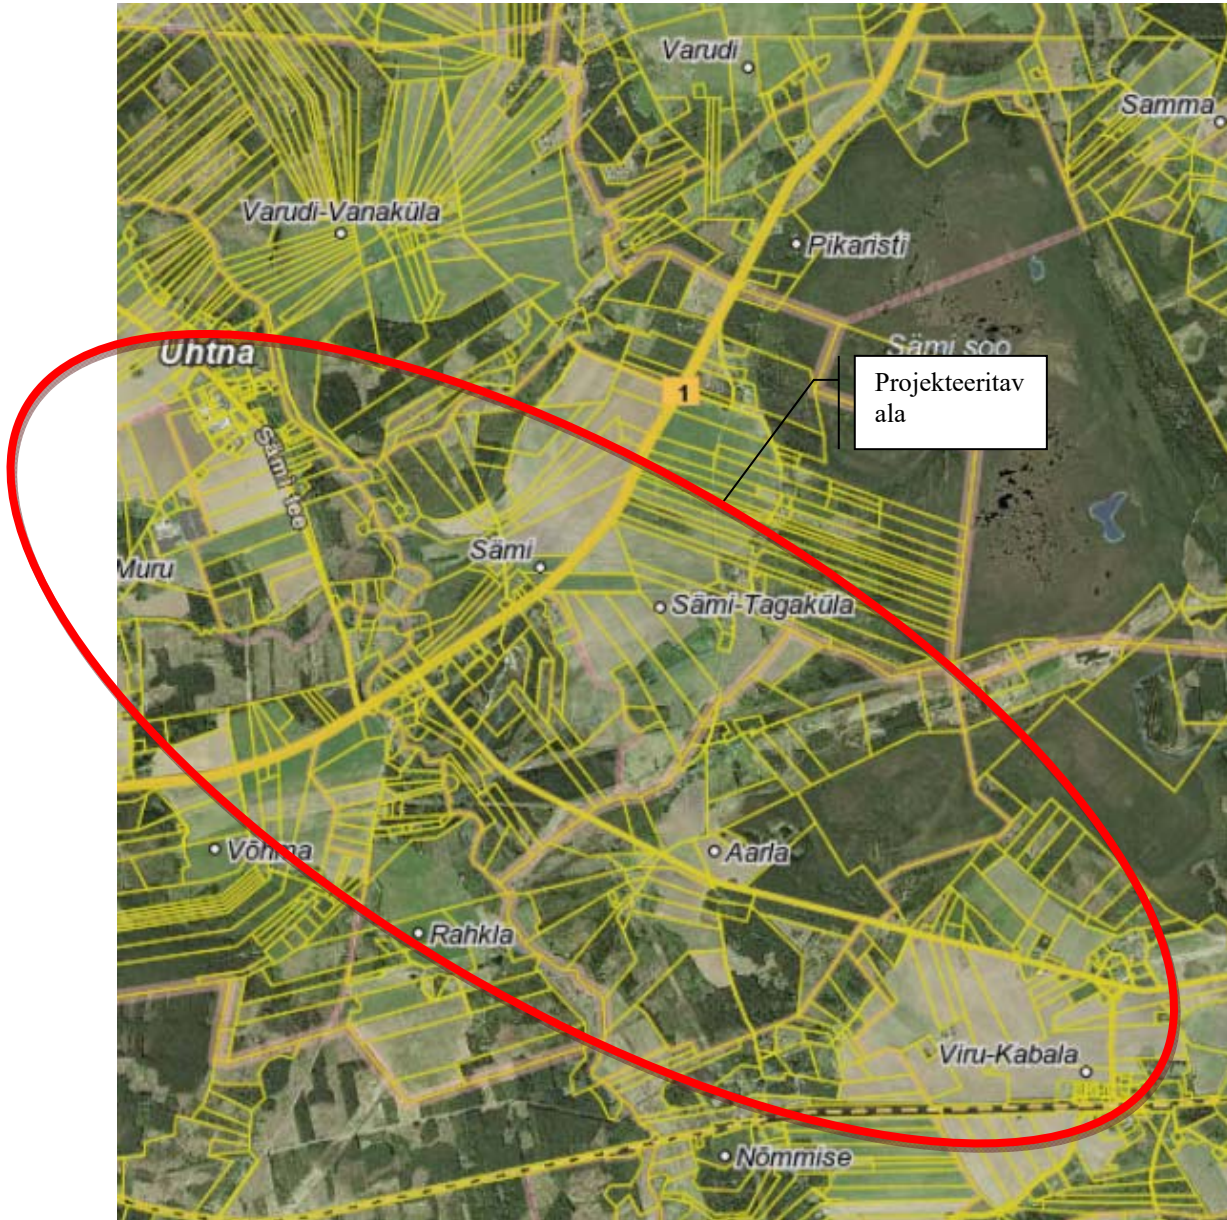 Varudi
Samma
Varudi-Vanaküla
Pikaristi
Uhtna
Sämi soo
Projekteeritav
ala
1
Sämi tee
Sämi
Muru
Sämi-Tagaküla
Võhma
Aarla
Rahkla
Viru-Kabala
Nõmmise